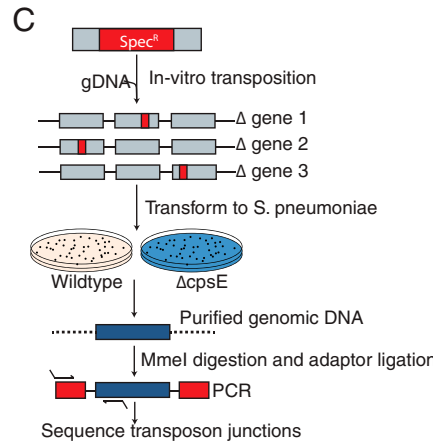 C
Spec^R
gDNA
In-vitro transposition
Δ gene 1
Δ gene 2
Δ gene 3
Transform to S. pneumoniae
Wildtype
ΔcpsE
Purified genomic DNA
MmeI digestion and adaptor ligation
PCR
Sequence transposon junctions